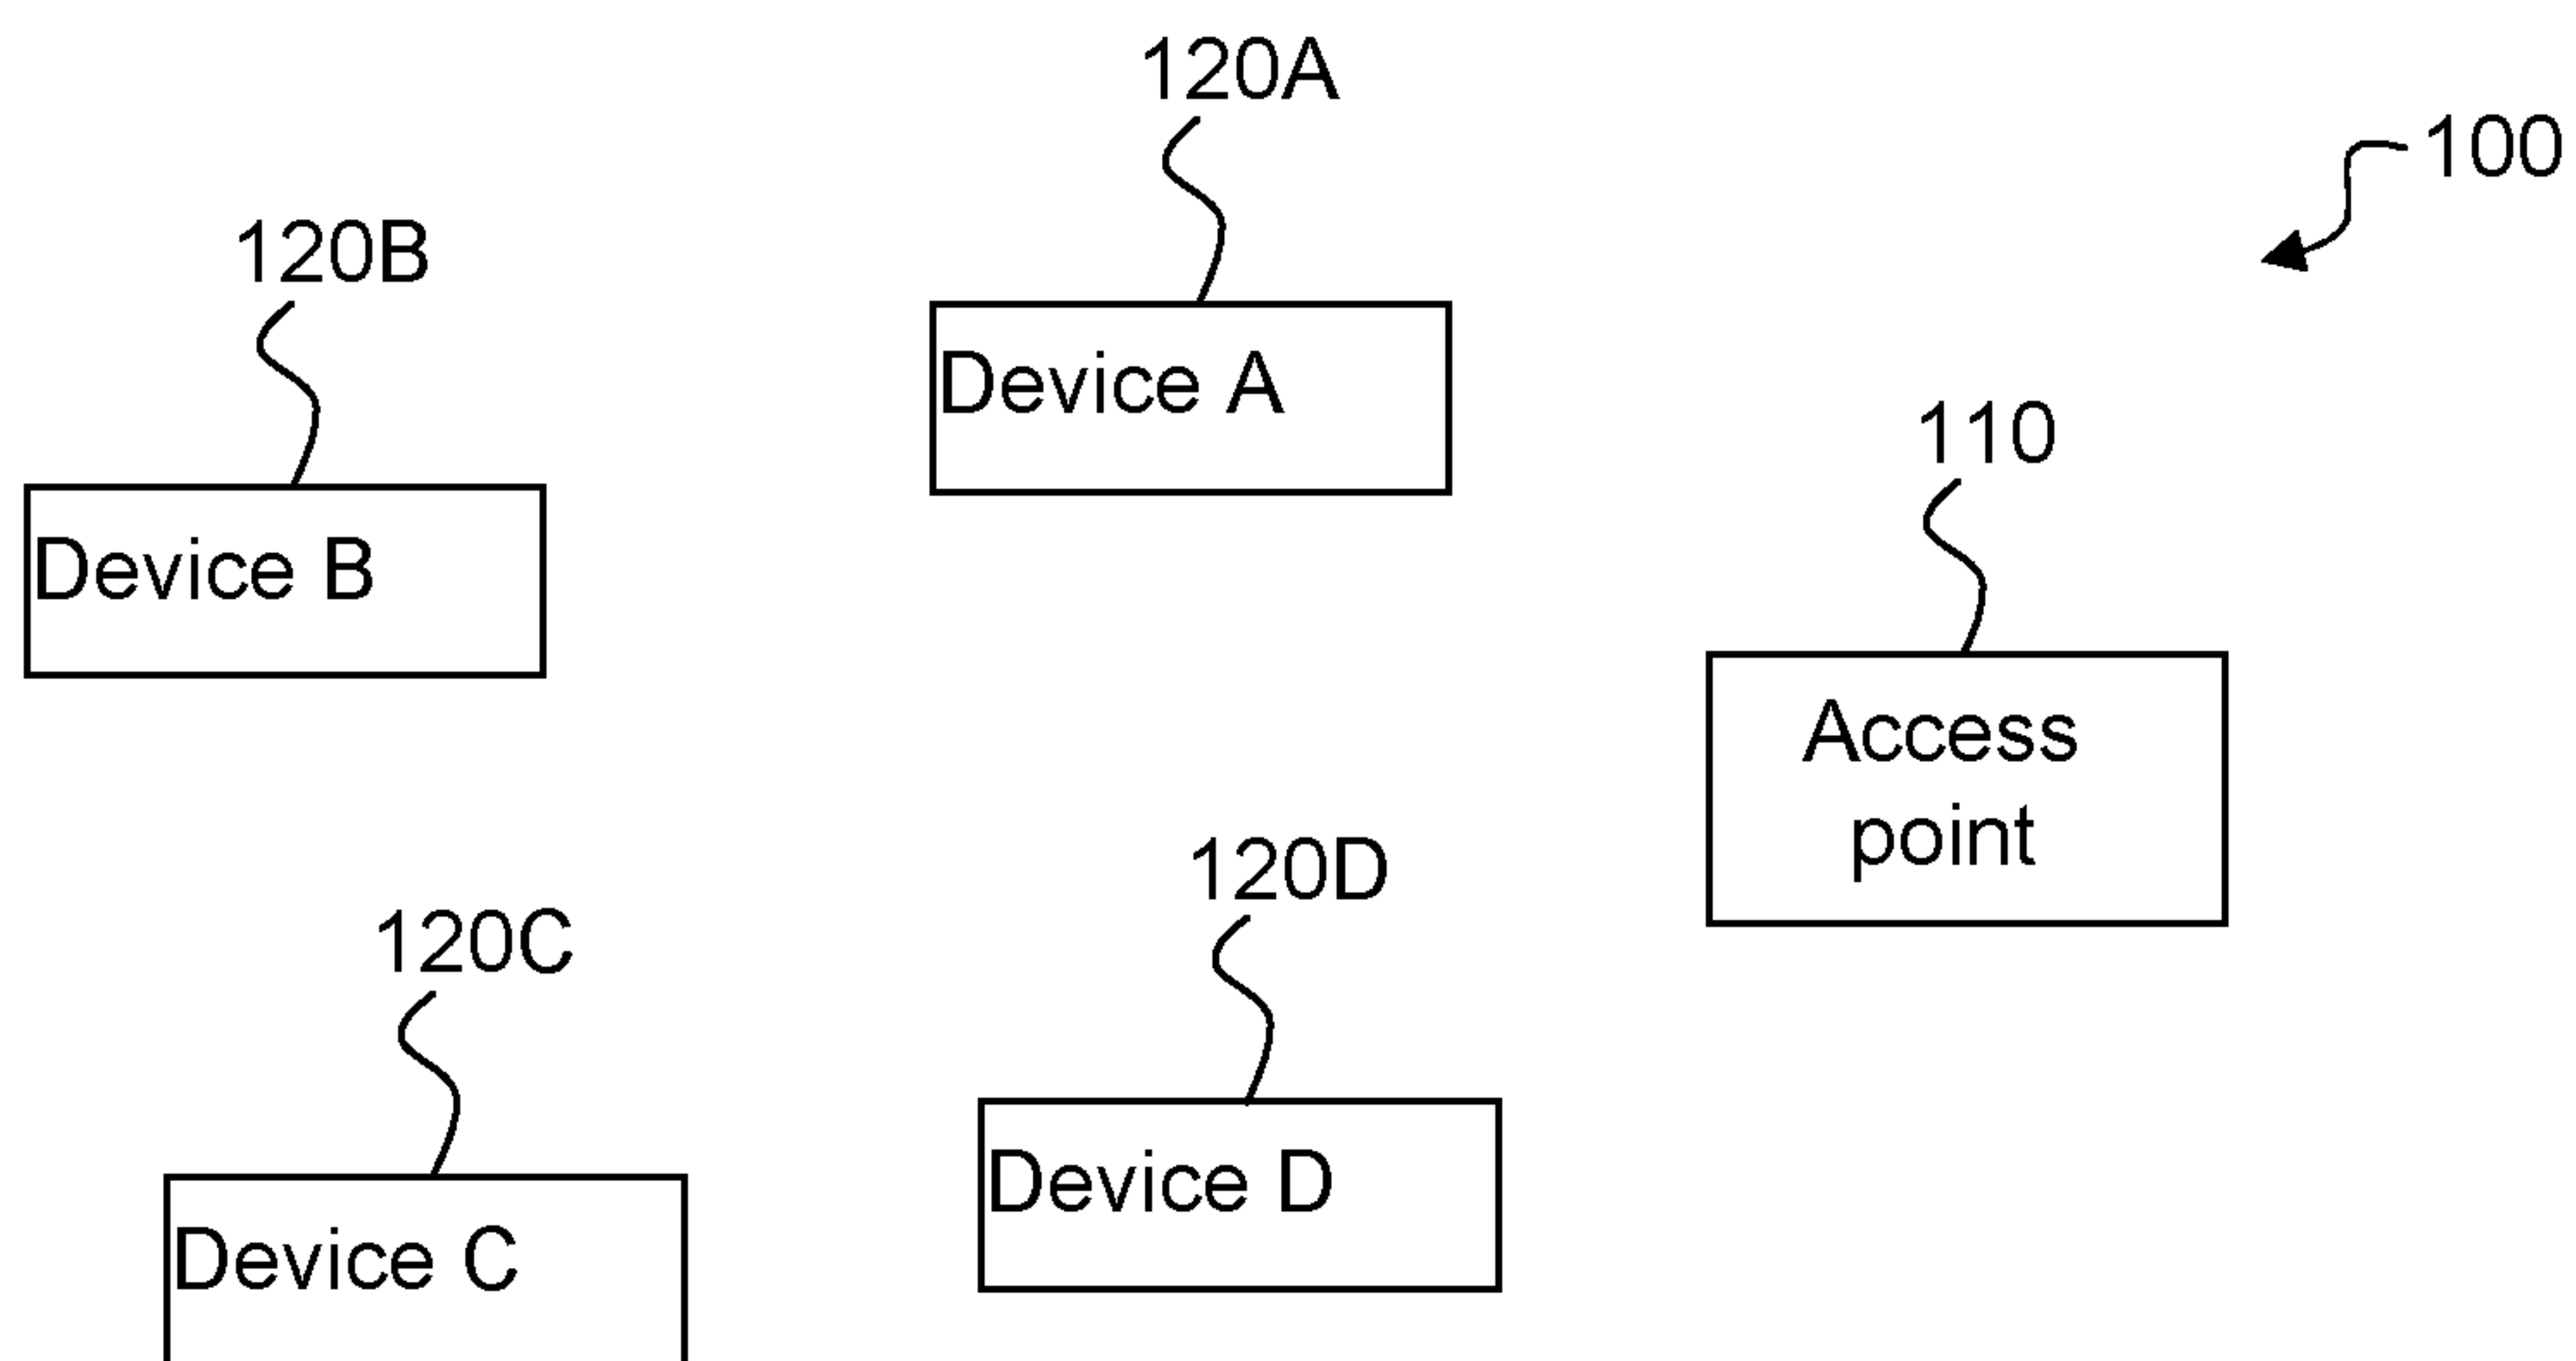 120A
100
120B
Device A
110
Device B
Access
point
120D
120C
Device D
Device C